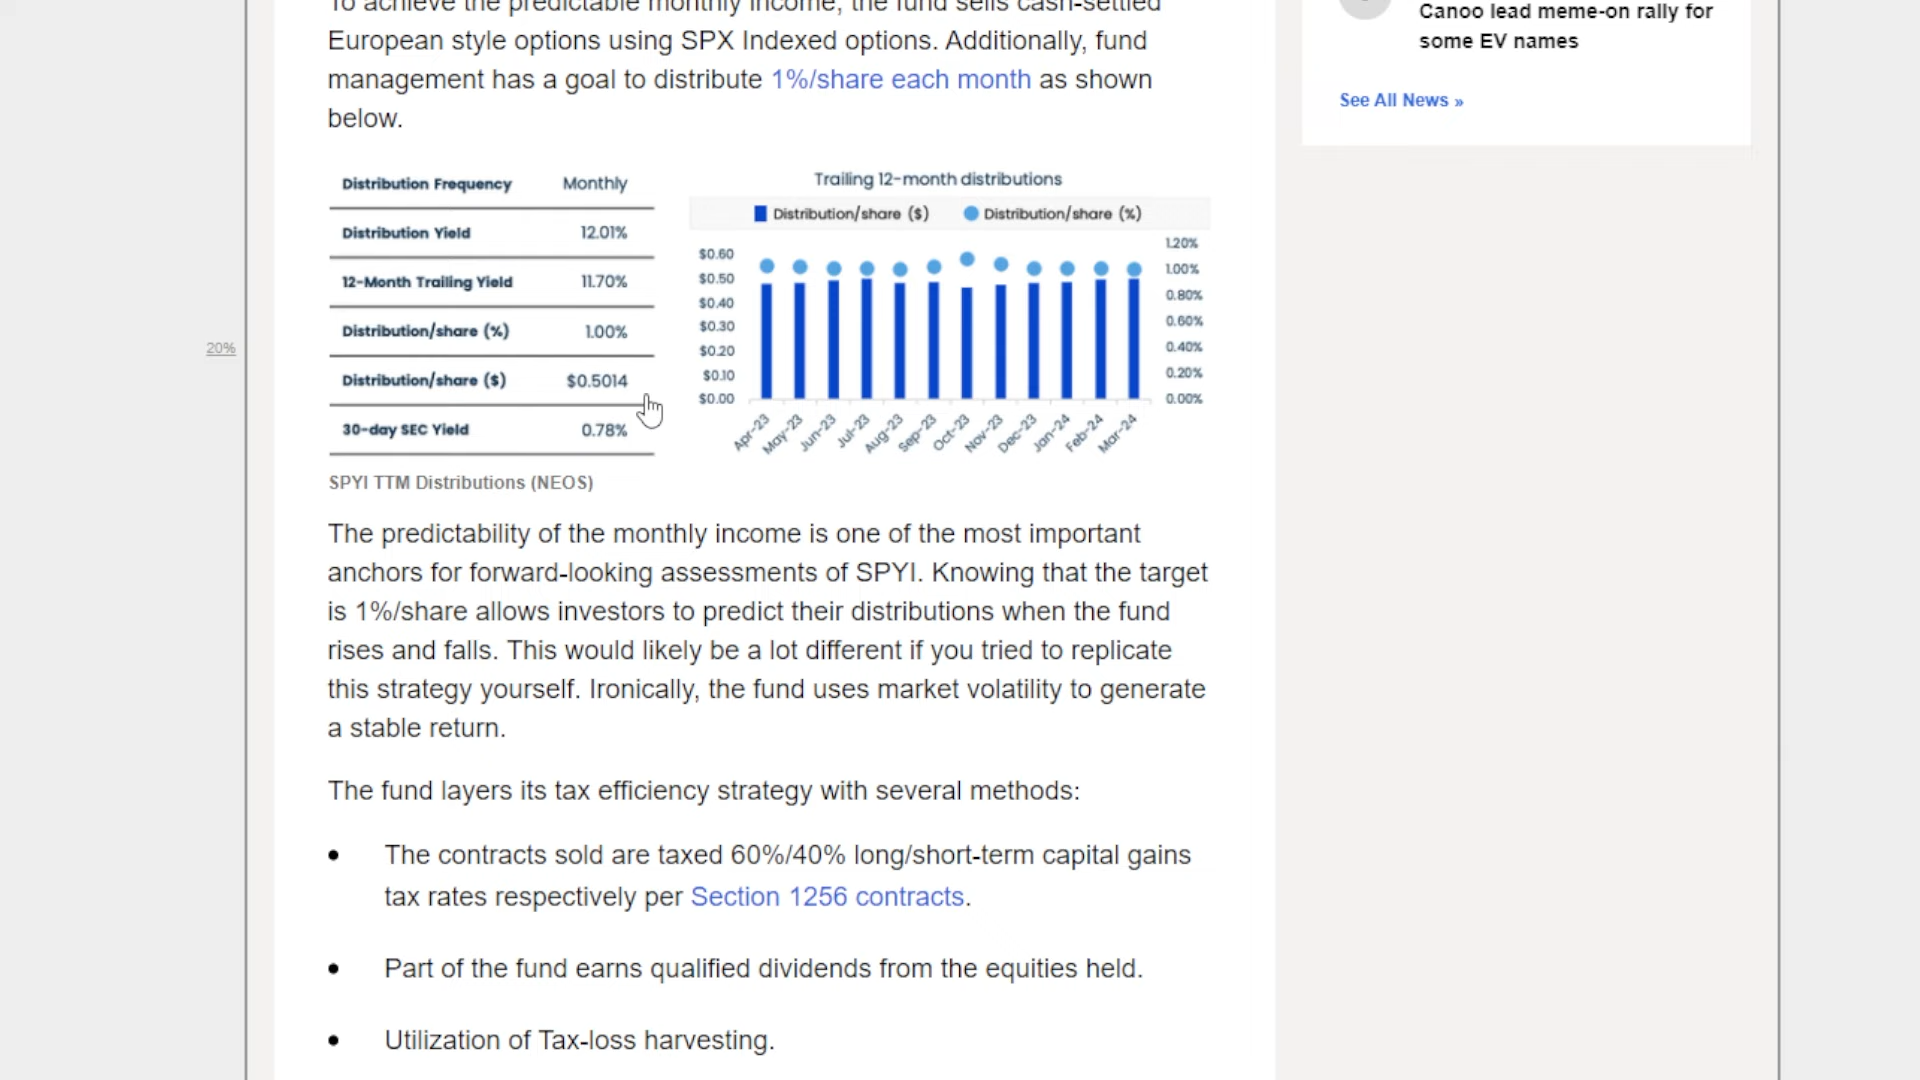 To achieve the predictable monthly income, the fund sells cash-settled
European style options using SPX Indexed options. Additionally, fund
management has a goal to distribute 1%/share each month as shown
below.
Distribution Frequency Monthly
Distribution Yield 12.01%
12-Month Trailing Yield 11.70%
Distribution/share (%) 1.00%
Distribution/share ($) $0.5014
30-day SEC Yield 0.78%
Trailing 12-month distributions
Distribution/share ($) Distribution/share (%)
$0.60
$0.50
$0.40
$0.30
$0.20
$0.10
$0.00
1.20%
1.00%
0.80%
0.60%
0.40%
0.20%
0.00%
Apr-23 May-23 Jun-23 Jul-23 Aug-23 Sep-23 Oct-23 Nov-23 Dec-23 Jan-24 Feb-24 Mar-24
SPYI TTM Distributions (NEOS)
The predictability of the monthly income is one of the most important
anchors for forward-looking assessments of SPYI. Knowing that the target
is 1%/share allows investors to predict their distributions when the fund
rises and falls. This would likely be a lot different if you tried to replicate
this strategy yourself. Ironically, the fund uses market volatility to generate
a stable return.
The fund layers its tax efficiency strategy with several methods:
• The contracts sold are taxed 60%/40% long/short-term capital gains
tax rates respectively per Section 1256 contracts.
• Part of the fund earns qualified dividends from the equities held.
• Utilization of Tax-loss harvesting.
20%
Canoo lead meme-on rally for
some EV names
See All News »